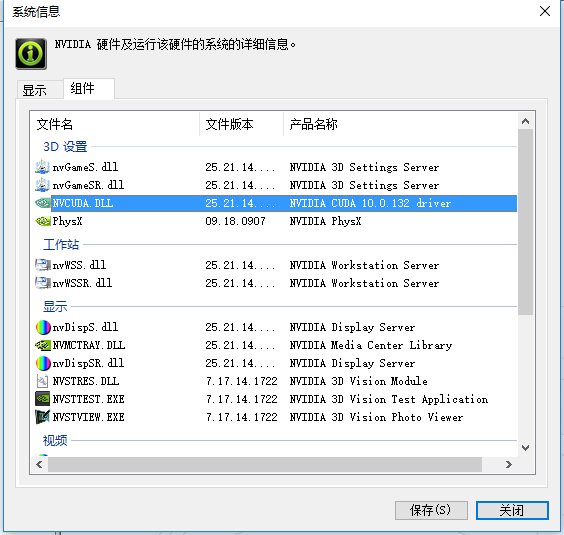 系统信息
NVIDIA 硬件及运行该硬件的系统的详细信息。
显示 组件
文件名 文件版本 产品名称
3D 设置
nvGameS.dll 25.21.14.... NVIDIA 3D Settings Server
nvGameSR.dll 25.21.14.... NVIDIA 3D Settings Server
NVCUDA.DLL 25.21.14.... NVIDIA CUDA 10.0.132 driver
PhysX 09.18.0907 NVIDIA PhysX
工作站
nvWSS.dll 25.21.14.... NVIDIA Workstation Server
nvWSSR.dll 25.21.14.... NVIDIA Workstation Server
显示
nvDispS.dll 25.21.14.... NVIDIA Display Server
NVMCTRAY.DLL 25.21.14.... NVIDIA Media Center Library
nvDispSR.dll 25.21.14.... NVIDIA Display Server
NVSTRES.DLL 7.17.14.1722 NVIDIA 3D Vision Module
NVSTTEST.EXE 7.17.14.1722 NVIDIA 3D Vision Test Application
NVSTVIEW.EXE 7.17.14.1722 NVIDIA 3D Vision Photo Viewer
视频
保存(S) 关闭